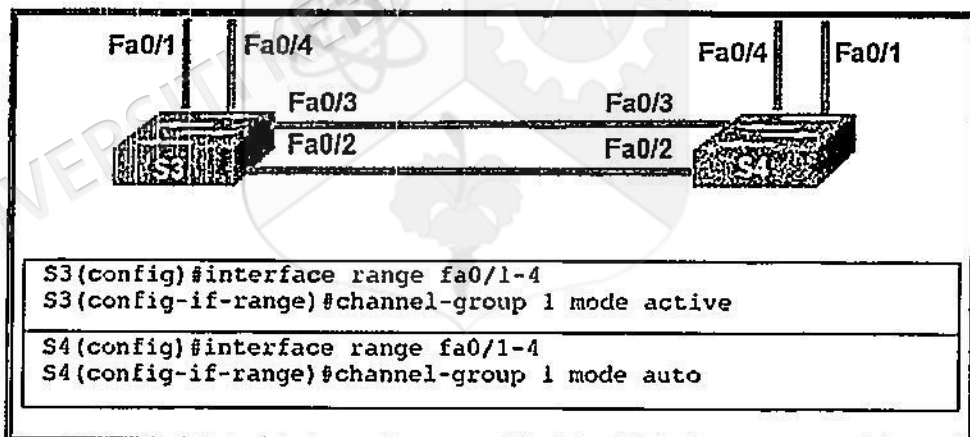 Fa0/1 Fa0/4 Fa0/4 Fa0/1
Fa0/3 Fa0/3
Fa0/2 Fa0/2
S3 S4
S3(config)#interface range fa0/1-4
S3(config-if-range)#channel-group 1 mode active
S4(config)#interface range fa0/1-4
S4(config-if-range)#channel-group 1 mode auto